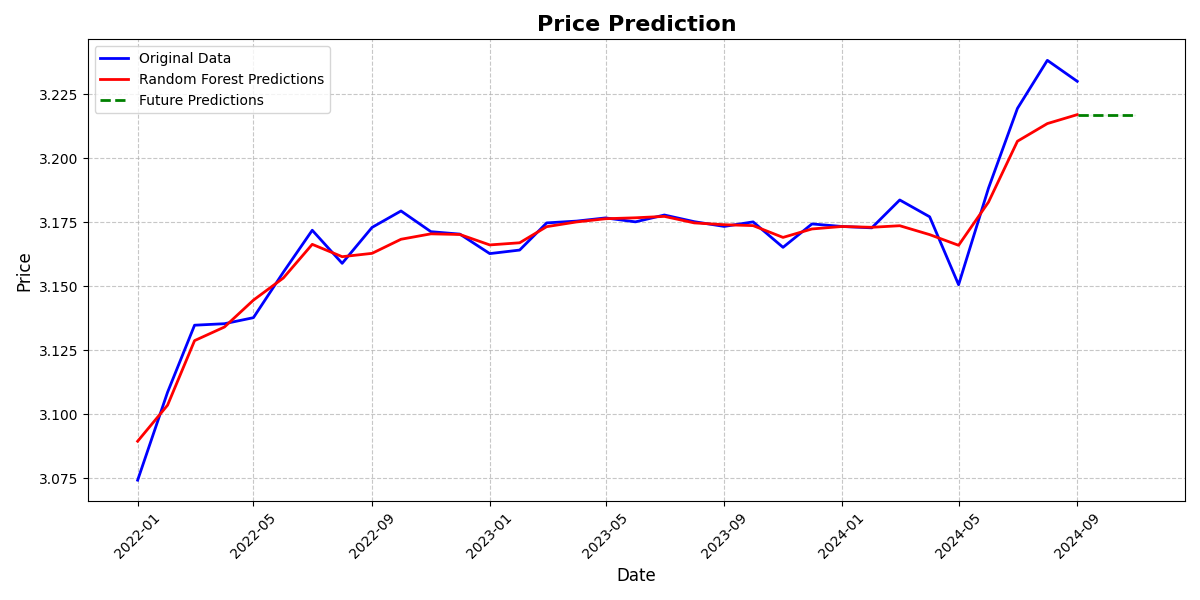 Price Prediction
Original Data
Random Forest Predictions
Future Predictions
Price
3.225
3.200
3.175
3.150
3.125
3.100
3.075
2022-01
2022-05
2022-09
2023-01
2023-05
2023-09
2024-01
2024-05
2024-09
Date